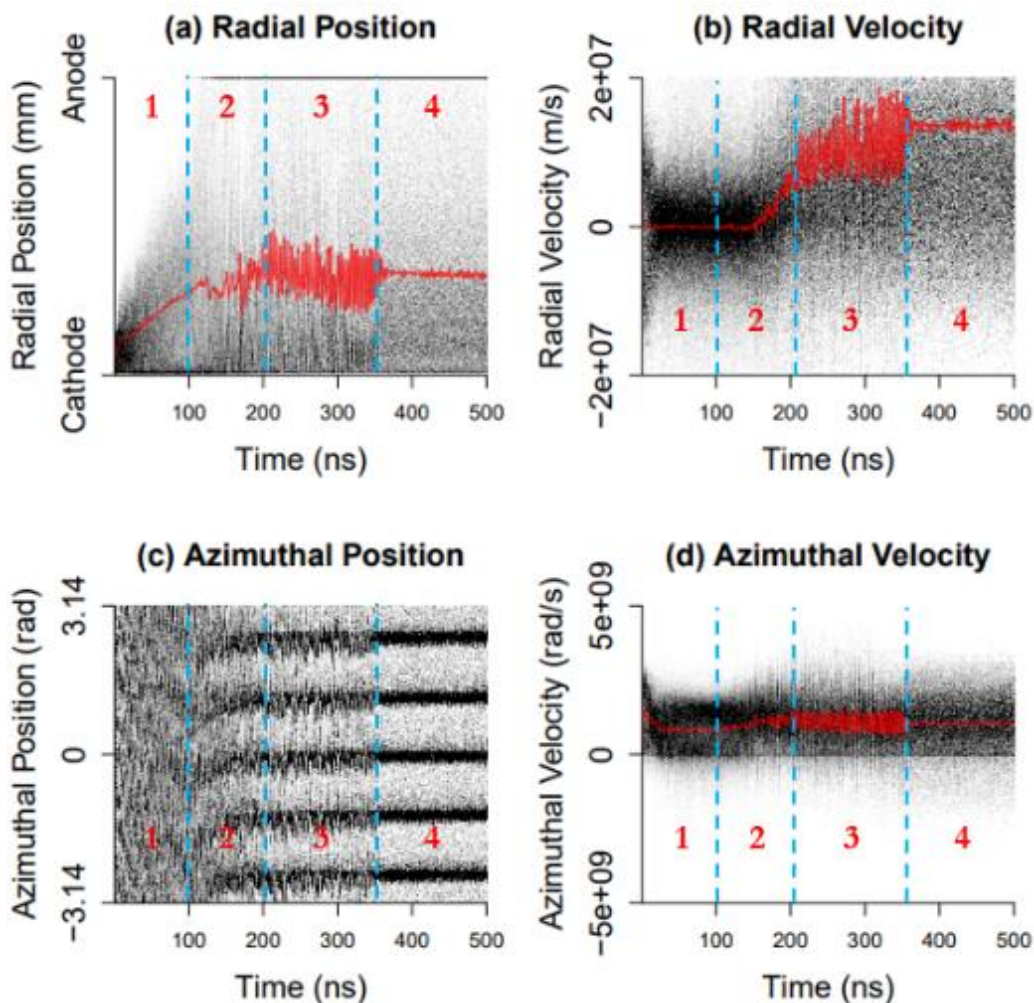 (a) Radial Position
Radial Position (mm)
Anode
Cathode
1 2 3 4
100 200 300 400 500
Time (ns)
(b) Radial Velocity
Radial Velocity (m/s)
2e+07
0
−2e+07
1 2 3 4
100 200 300 400 500
Time (ns)
(c) Azimuthal Position
Azimuthal Position (rad)
3.14
0
−3.14
1 2 3 4
100 200 300 400 500
Time (ns)
(d) Azimuthal Velocity
Azimuthal Velocity (rad/s)
5e+09
0
−5e+09
1 2 3 4
100 200 300 400 500
Time (ns)